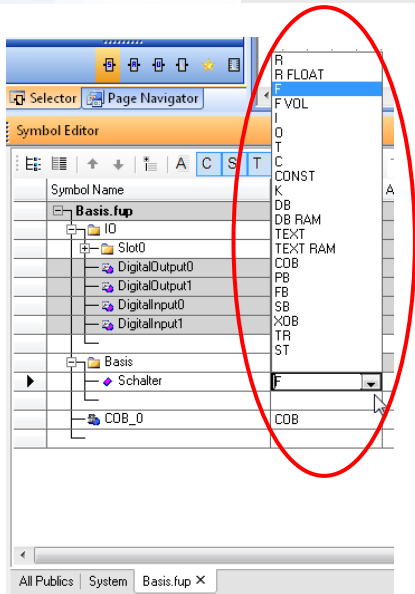 Selector
Page Navigator
Symbol Editor
A C S T
Symbol Name
A
Basis.fup
IO
Slot0
DigitalOutput0
DigitalOutput1
DigitalInput0
DigitalInput1
Basis
Schalter
F
COB_0
COB
R
R FLOAT
F
F VOL
I
O
T
C
CONST
K
DB
DB RAM
TEXT
TEXT RAM
COB
PB
FB
SB
XOB
TR
ST
All Publics
System
Basis.fup